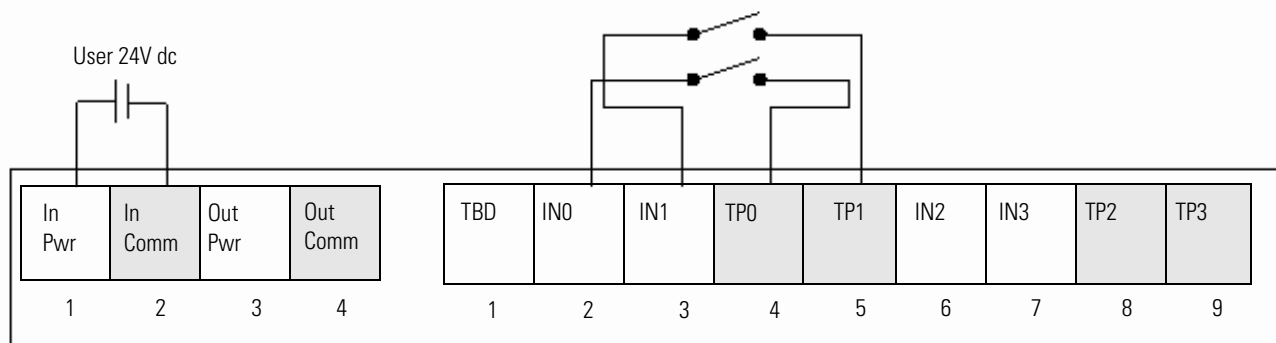 User 24V dc
In
Pwr
In
Comm
Out
Pwr
Out
Comm
TBD
IN0
IN1
TP0
TP1
IN2
IN3
TP2
TP3
1
2
3
4
1
2
3
4
5
6
7
8
9